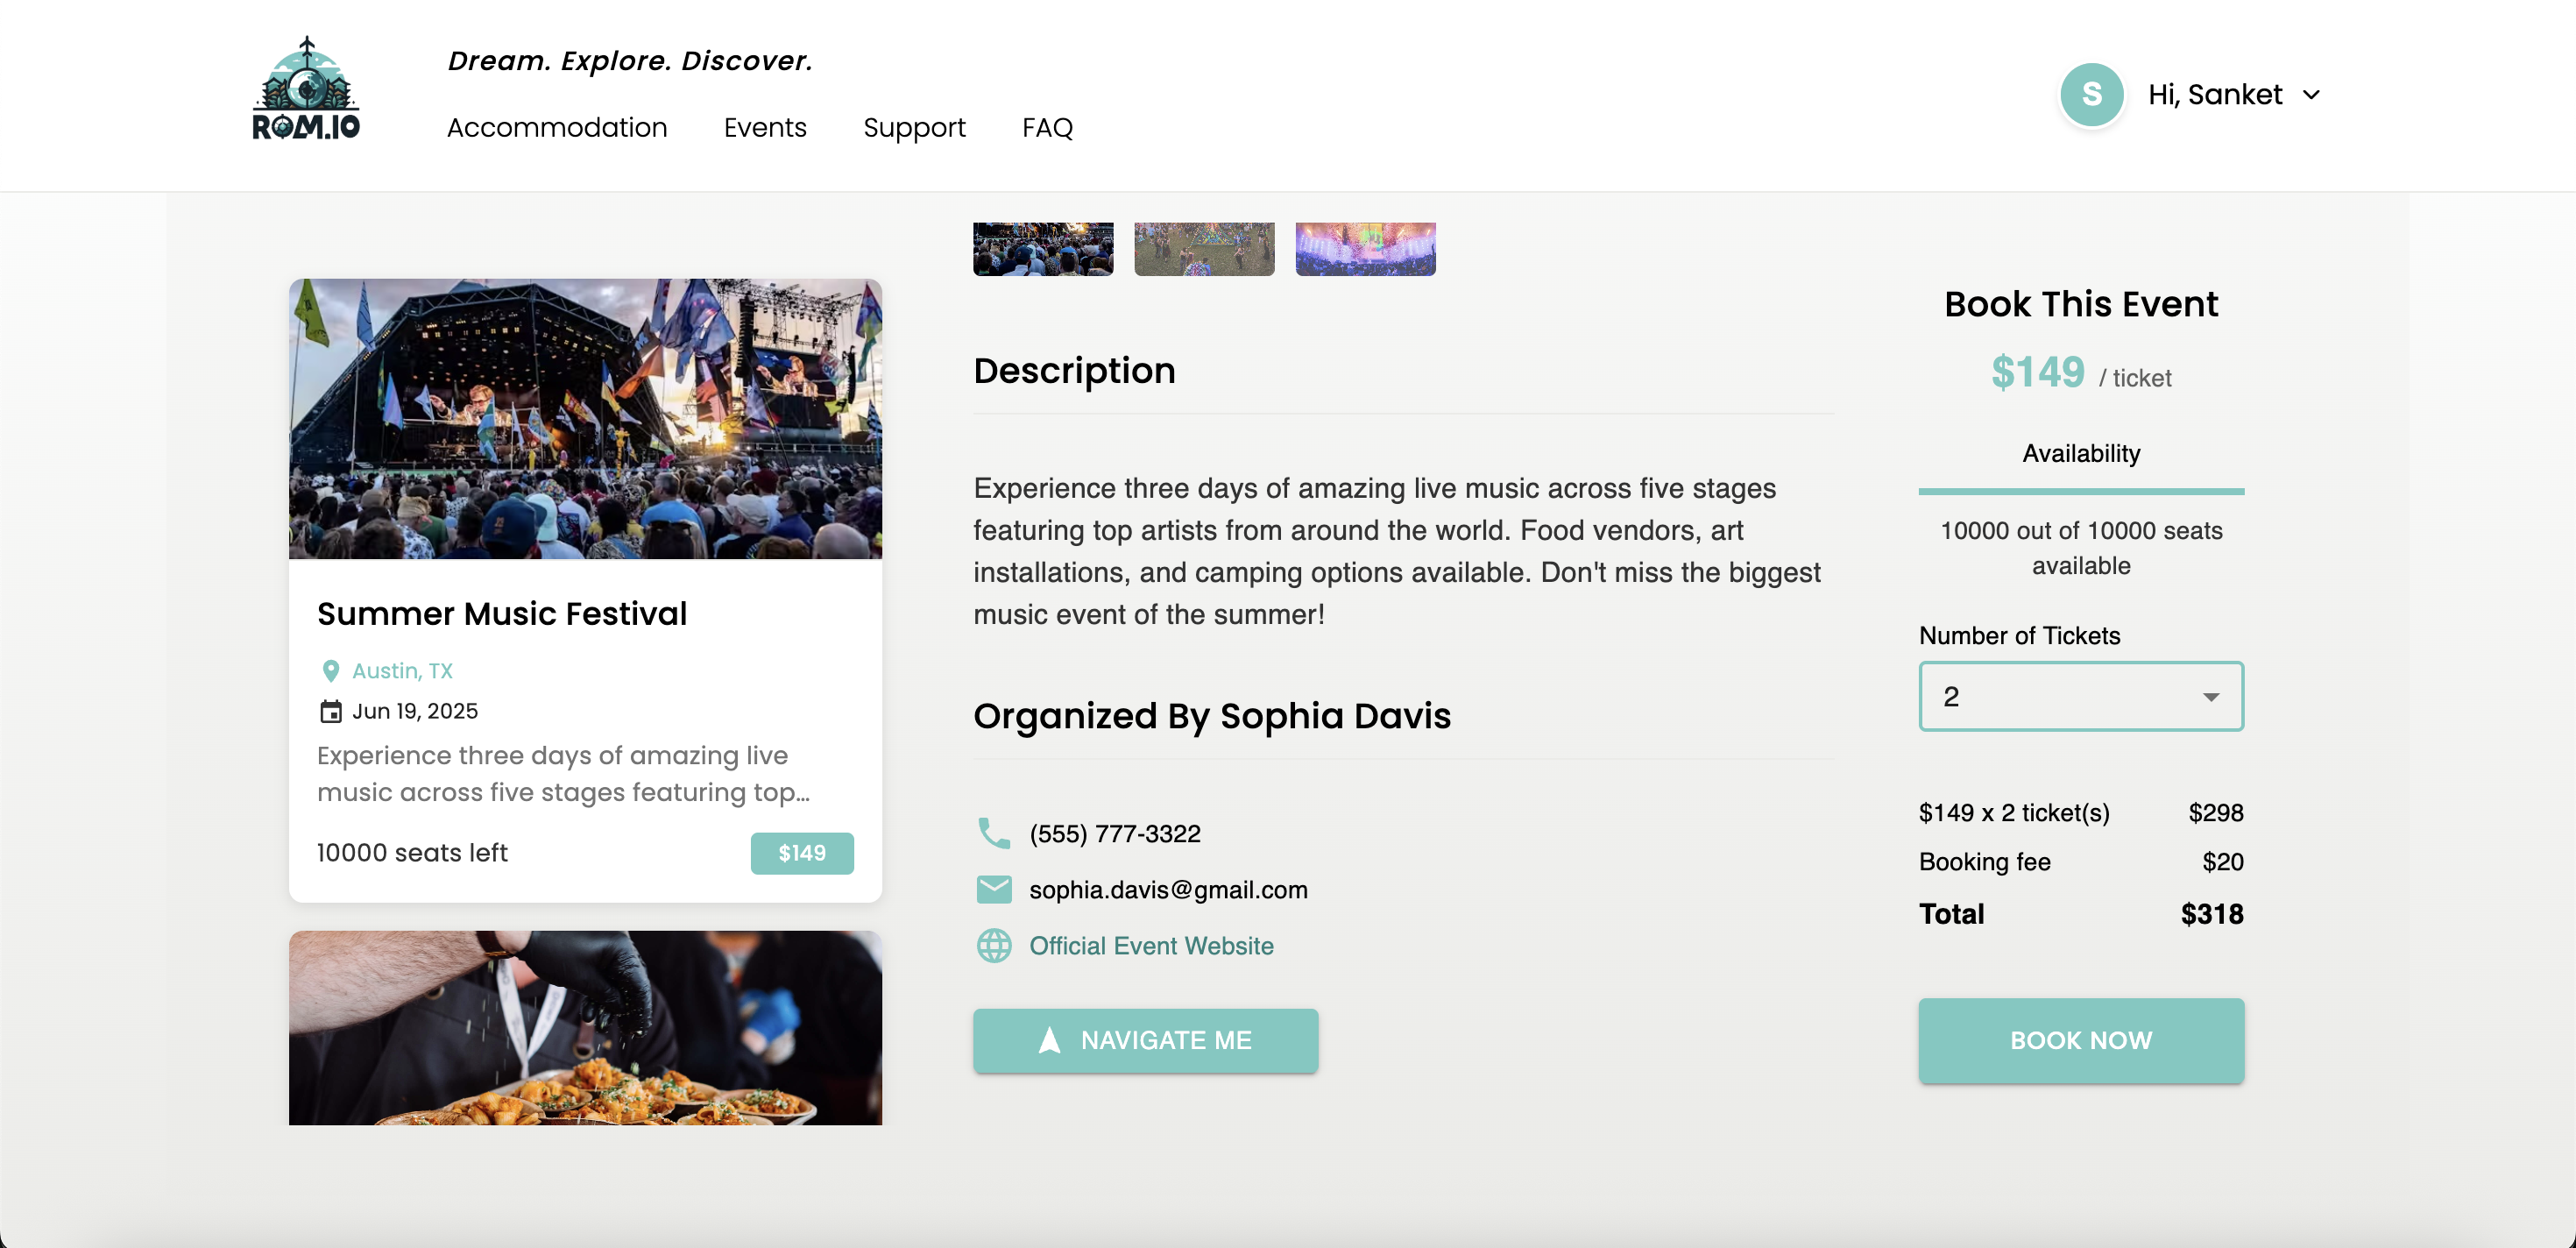 Dream. Explore. Discover.
ROM.IO
Accommodation Events Support FAQ
S Hi, Sanket
Summer Music Festival
Austin, TX
Jun 19, 2025
Experience three days of amazing live
music across five stages featuring top...
10000 seats left
$149
Description
Experience three days of amazing live music across five stages
featuring top artists from around the world. Food vendors, art
installations, and camping options available. Don't miss the biggest
music event of the summer!
Organized By Sophia Davis
(555) 777-3322
sophia.davis@gmail.com
Official Event Website
NAVIGATE ME
Book This Event
$149 / ticket
Availability
10000 out of 10000 seats
available
Number of Tickets
2
$149 x 2 ticket(s) $298
Booking fee $20
Total $318
BOOK NOW